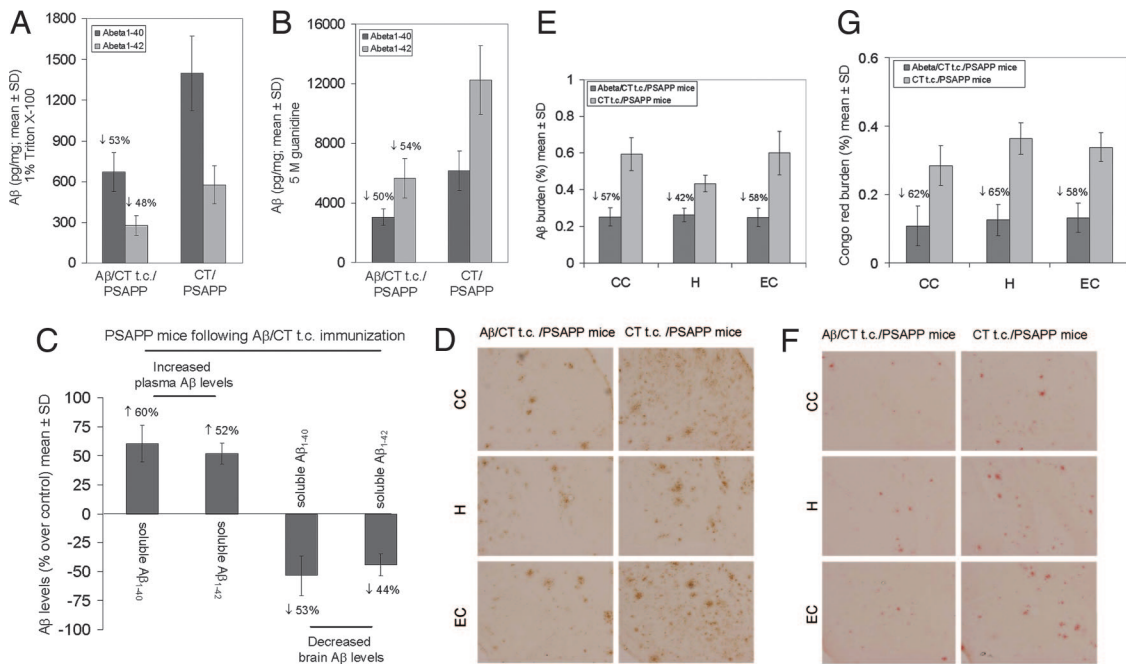 A
Aβ (pg/mg; mean ± SD)
1% Triton X-100
1800
1500
1200
900
600
300
0
Abeta1-40
Abeta1-42
↓ 53%
↓ 48%
Aβ/CT t.c./
PSAPP
CT/
PSAPP
B
Aβ (pg/mg; mean ± SD)
5 M guanidine
16000
12000
8000
4000
0
Abeta1-40
Abeta1-42
↓ 50%
↓ 54%
Aβ/CT t.c./
PSAPP
CT/
PSAPP
E
Aβ burden (%) mean ± SD
1
0.8
0.6
0.4
0.2
0
Abeta/CT t.c./PSAPP mice
CT t.c./PSAPP mice
↓ 57%
↓ 42%
↓ 58%
CC
H
EC
G
Congo red burden (%) mean ± SD
0.6
0.4
0.2
0
Abeta/CT t.c./PSAPP mice
CT t.c./PSAPP mice
↓ 62%
↓ 65%
↓ 58%
CC
H
EC
C
PSAPP mice following Aβ/CT t.c. immunization
Increased
plasma Aβ levels
Aβ levels (% over control) mean ± SD
100
75
50
25
0
-25
-50
-75
-100
↑ 60%
↑ 52%
soluble Aβ1-40
soluble Aβ1-42
soluble Aβ1-40
soluble Aβ1-42
↓ 53%
↓ 44%
Decreased
brain Aβ levels
D
Aβ/CT t.c. /PSAPP mice
CT t.c. /PSAPP mice
CC
H
EC
F
Aβ/CT t.c./PSAPP mice
CT t.c. /PSAPP mice
CC
H
EC